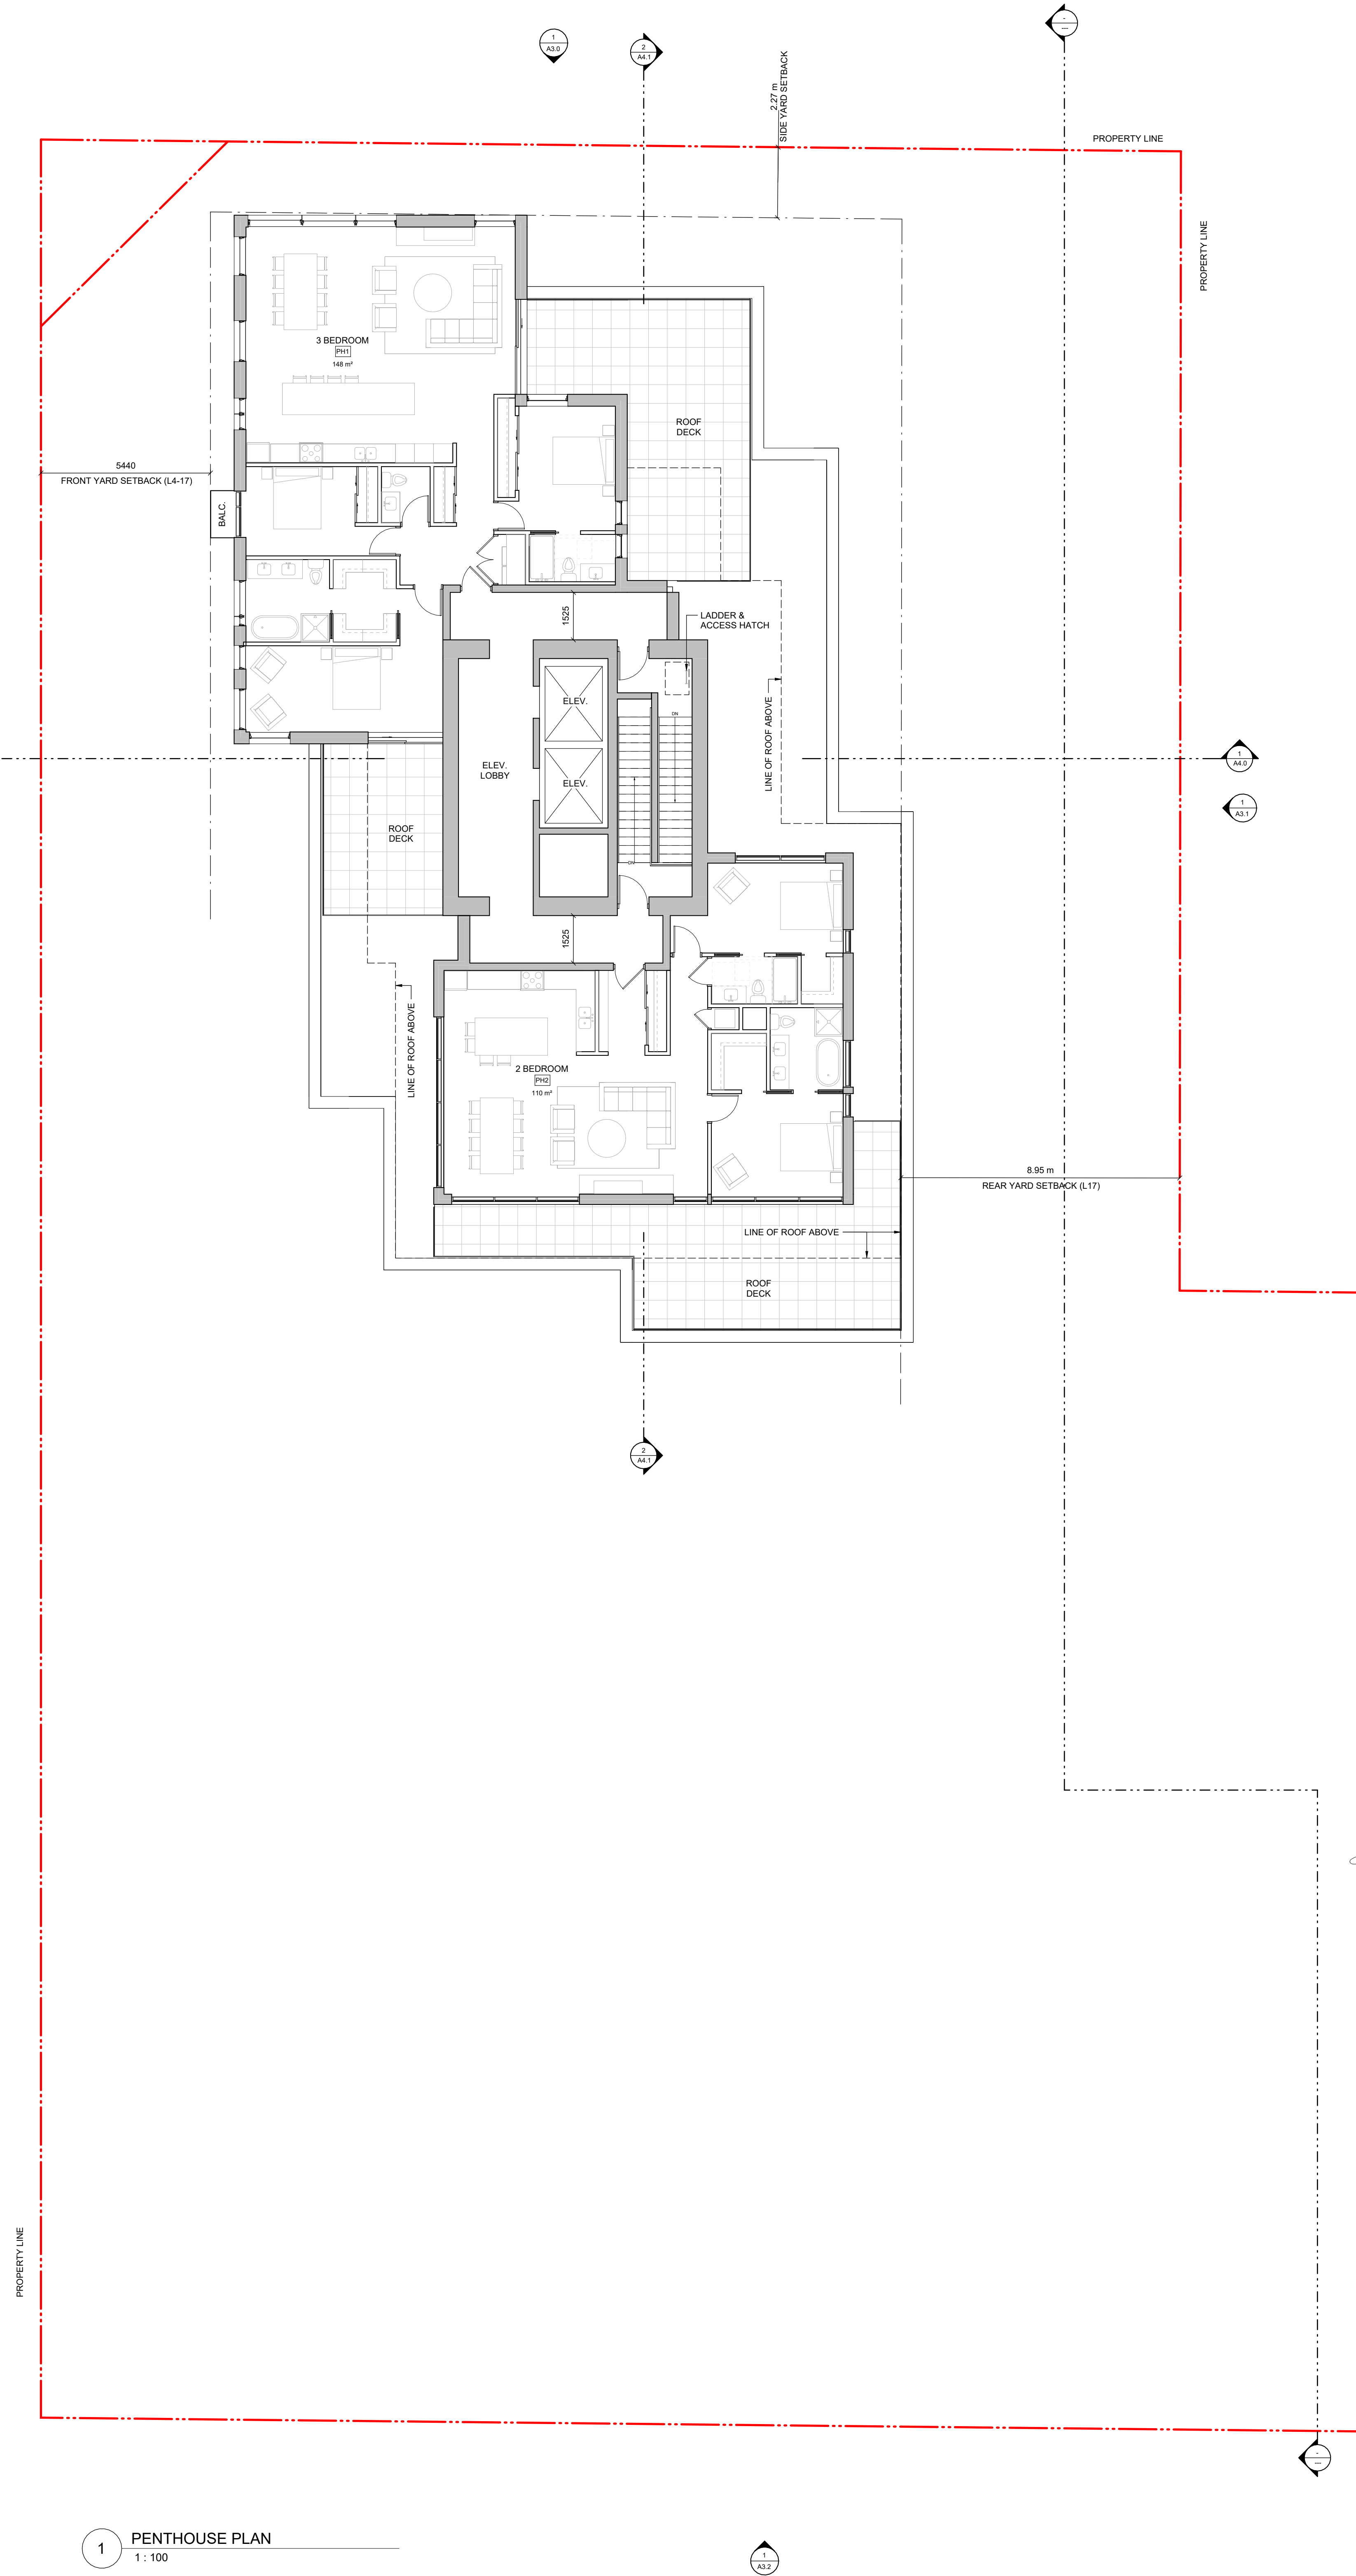 -
---
1
A3.0
2
A4.1
2.27 m
SIDE YARD SETBACK
PROPERTY LINE
PROPERTY LINE
3 BEDROOM
PH1
148 m²
ROOF
DECK
5440
FRONT YARD SETBACK (L4-17)
BALC.
1525
LADDER &
ACCESS HATCH
ELEV.
DN
LINE OF ROOF ABOVE
ELEV.
LOBBY
ELEV.
1
A4.0
1
A3.1
ROOF
DECK
DN
1525
LINE OF ROOF ABOVE
2 BEDROOM
PH2
110 m²
8.95 m
REAR YARD SETBACK (L17)
LINE OF ROOF ABOVE
ROOF
DECK
2
A4.1
PROPERTY LINE
-
---
1
PENTHOUSE PLAN
1 : 100
1
A3.2